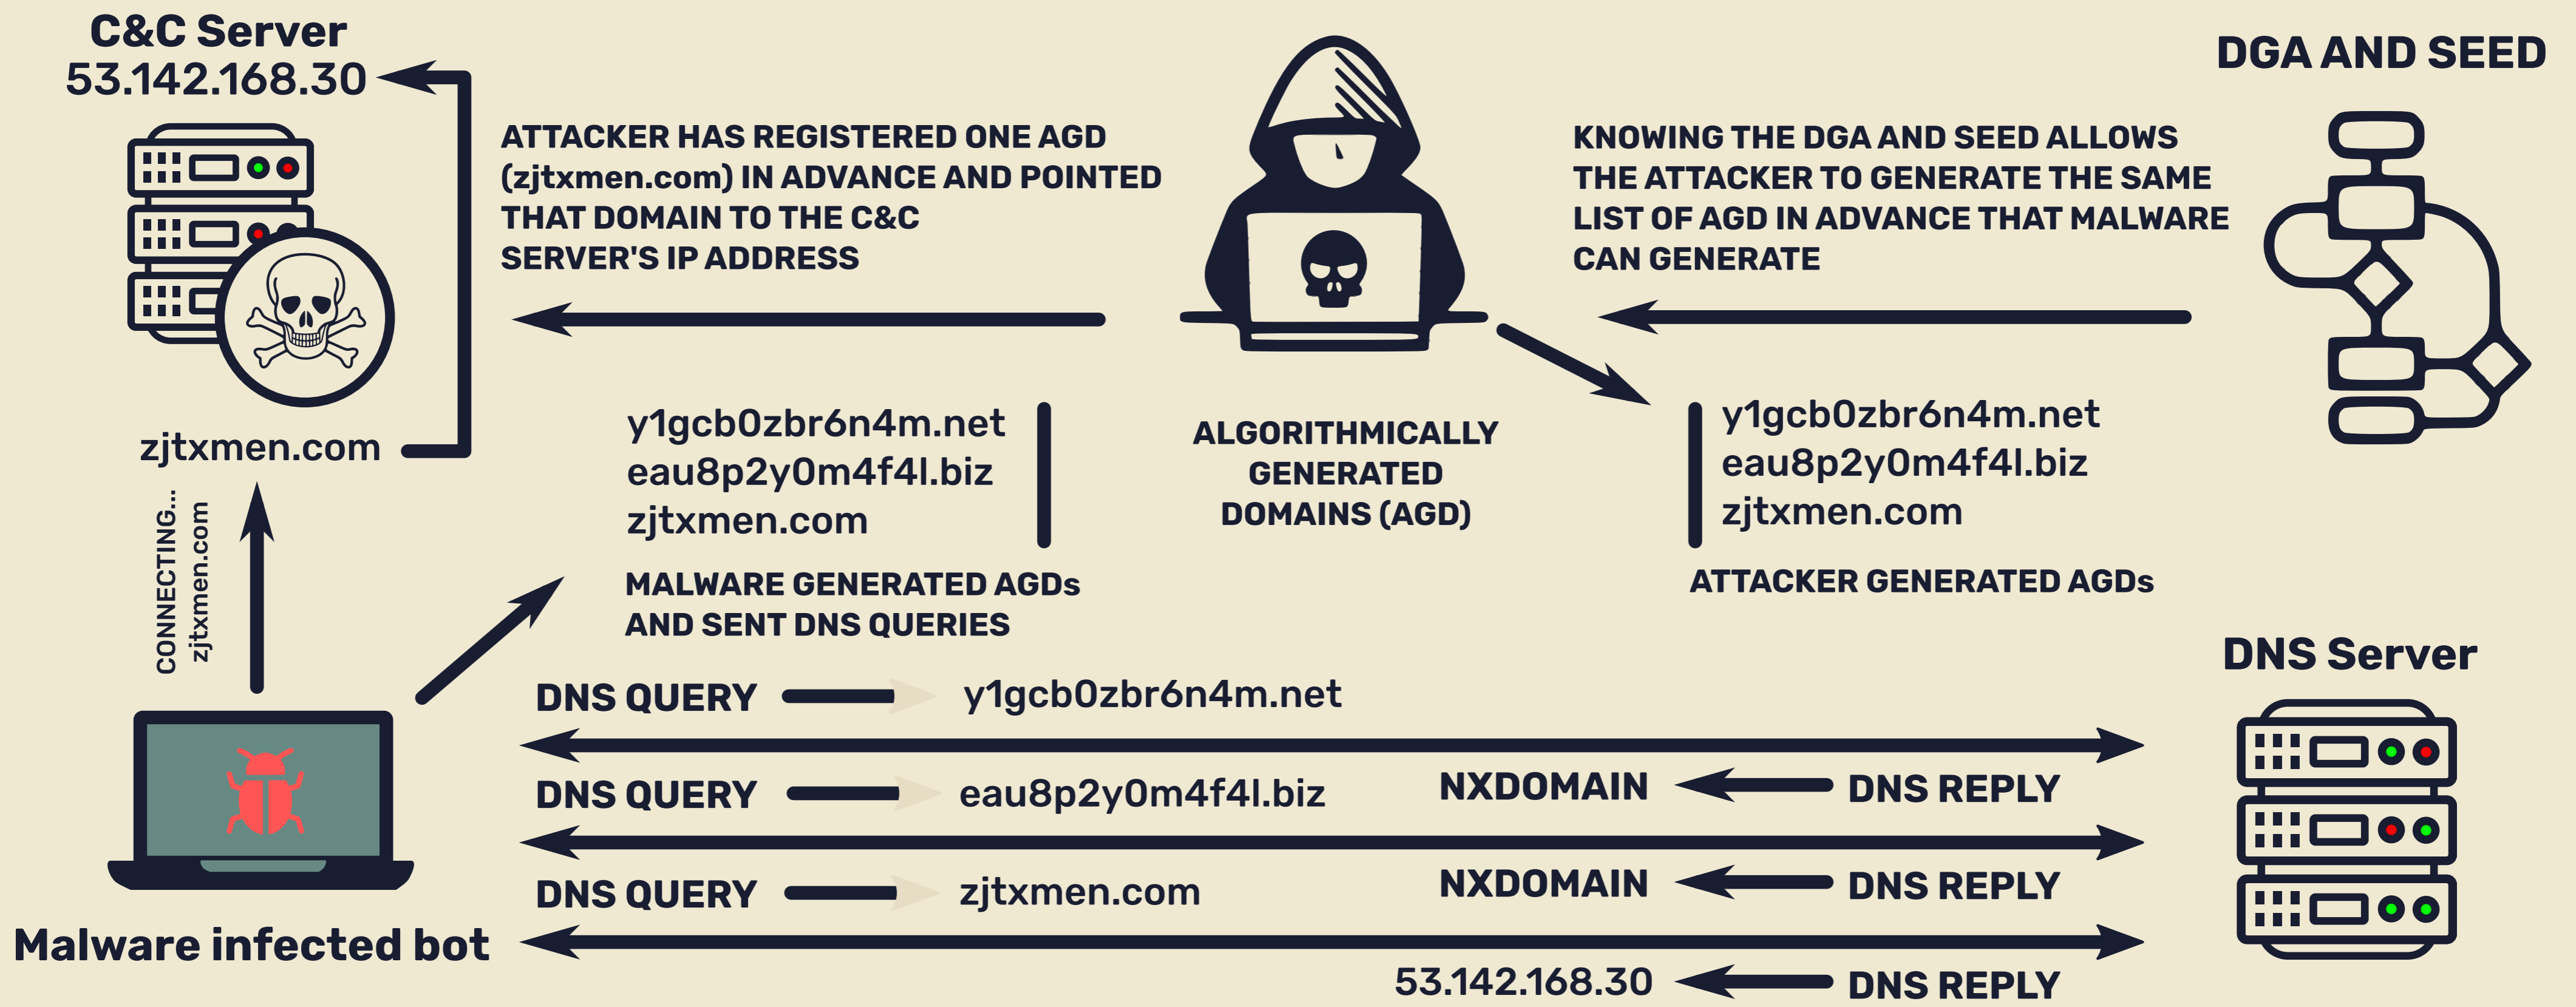 C&C Server
53.142.168.30
zjtxmen.com
CONNECTING...
zjtxmen.com
ATTACKER HAS REGISTERED ONE AGD
(zjtxmen.com) IN ADVANCE AND POINTED
THAT DOMAIN TO THE C&C
SERVER'S IP ADDRESS
KNOWING THE DGA AND SEED ALLOWS
THE ATTACKER TO GENERATE THE SAME
LIST OF AGD IN ADVANCE THAT MALWARE
CAN GENERATE
DGA AND SEED
y1gcb0zbr6n4m.net
eau8p2y0m4f4l.biz
zjtxmen.com
MALWARE GENERATED AGDs
AND SENT DNS QUERIES
ALGORITHMICALLY
GENERATED
DOMAINS (AGD)
y1gcb0zbr6n4m.net
eau8p2y0m4f4l.biz
zjtxmen.com
ATTACKER GENERATED AGDs
DNS Server
Malware infected bot
DNS QUERY y1gcb0zbr6n4m.net
NXDOMAIN DNS REPLY
DNS QUERY eau8p2y0m4f4l.biz
NXDOMAIN DNS REPLY
DNS QUERY zjtxmen.com
53.142.168.30 DNS REPLY